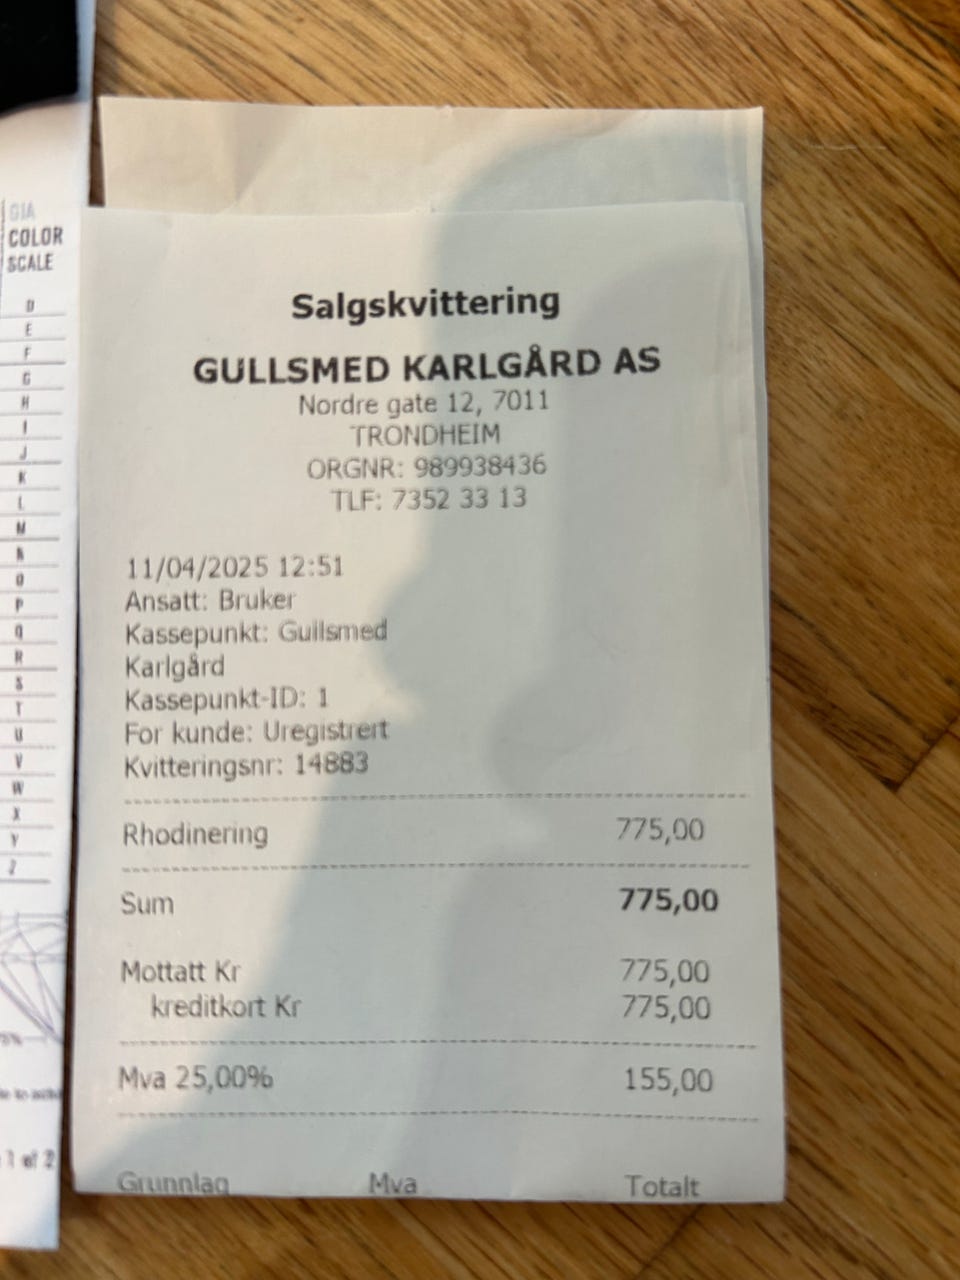 GIA
COLOR
SCALE
D
E
F
G
H
I
J
K
L
M
N
O
P
Q
R
S
T
U
V
W
X
Y
Z
1 of 2
Salgskvittering
GULLSMED KARLGÅRD AS
Nordre gate 12, 7011
TRONDHEIM
ORGNR: 989938436
TLF: 7352 33 13
11/04/2025 12:51
Ansatt: Bruker
Kassepunkt: Gullsmed
Karlgård
Kassepunkt-ID: 1
For kunde: Uregistrert
Kvitteringsnr: 14883
Rhodinering 775,00
Sum 775,00
Mottatt Kr 775,00
kreditkort Kr 775,00
Mva 25,00% 155,00
Grunnlag Mva Totalt